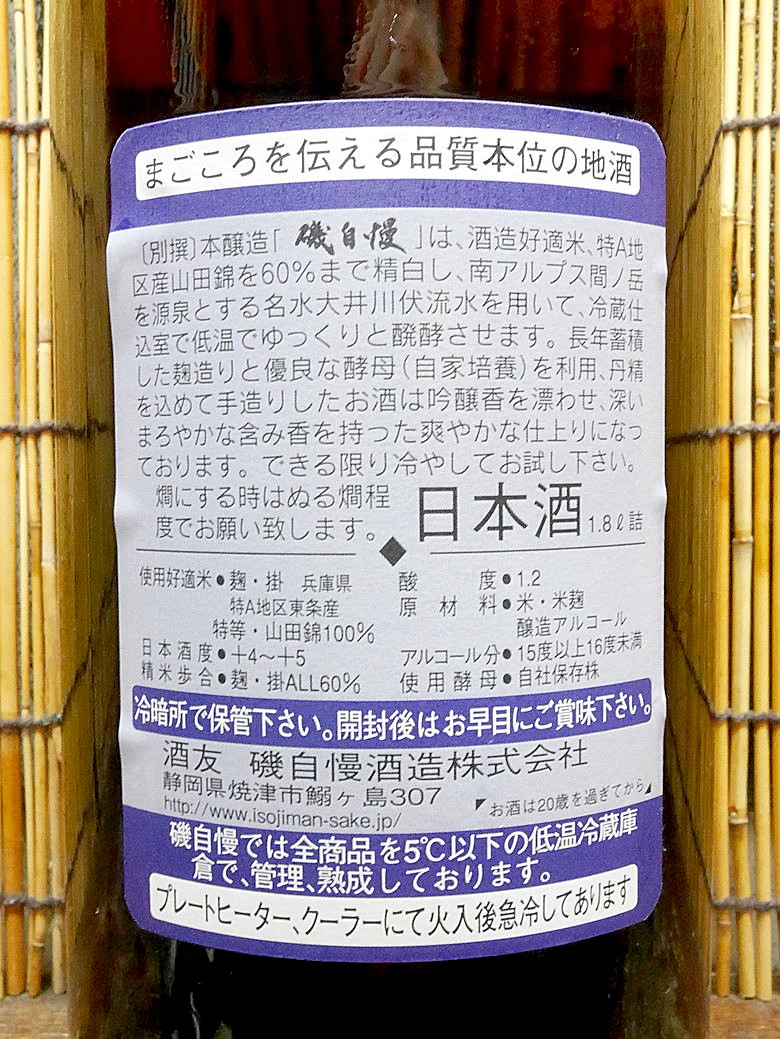 まごころを伝える品質本位の地酒
〔別撰〕本醸造「磯自慢」は、酒造好適米、特A地
区産山田錦を60%まで精白し、南アルプス間ノ岳
を源泉とする名水大井川伏流水を用いて、冷蔵仕
込室で低温でゆっくりと醗酵させます。長年蓄積
した麹造りと優良な酵母(自家培養)を利用、丹精
を込めて手造りしたお酒は吟醸香を漂わせ、深い
まろやかな含み香を持った爽やかな仕上りになっ
ております。できる限り冷やしてお試し下さい。
燗にする時はぬる燗程
度でお願い致します。
日本酒 1.8ℓ詰
使用好適米●麹・掛 兵庫県
特A地区東条産
特等・山田錦100%
日本酒度●+4〜+5
精米歩合●麹・掛ALL60%
酸度●1.2
原材料●米・米麹
醸造アルコール
アルコール分●15度以上16度未満
使用酵母●自社保存株
冷暗所で保管下さい。開封後はお早目にご賞味下さい。
酒友 磯自慢酒造株式会社
静岡県焼津市鰯ヶ島307
http://www.isojiman-sake.jp/
お酒は20歳を過ぎてから
磯自慢では全商品を5℃以下の低温冷蔵庫
倉で、管理、熟成しております。
プレートヒーター、クーラーにて火入後急冷してあります